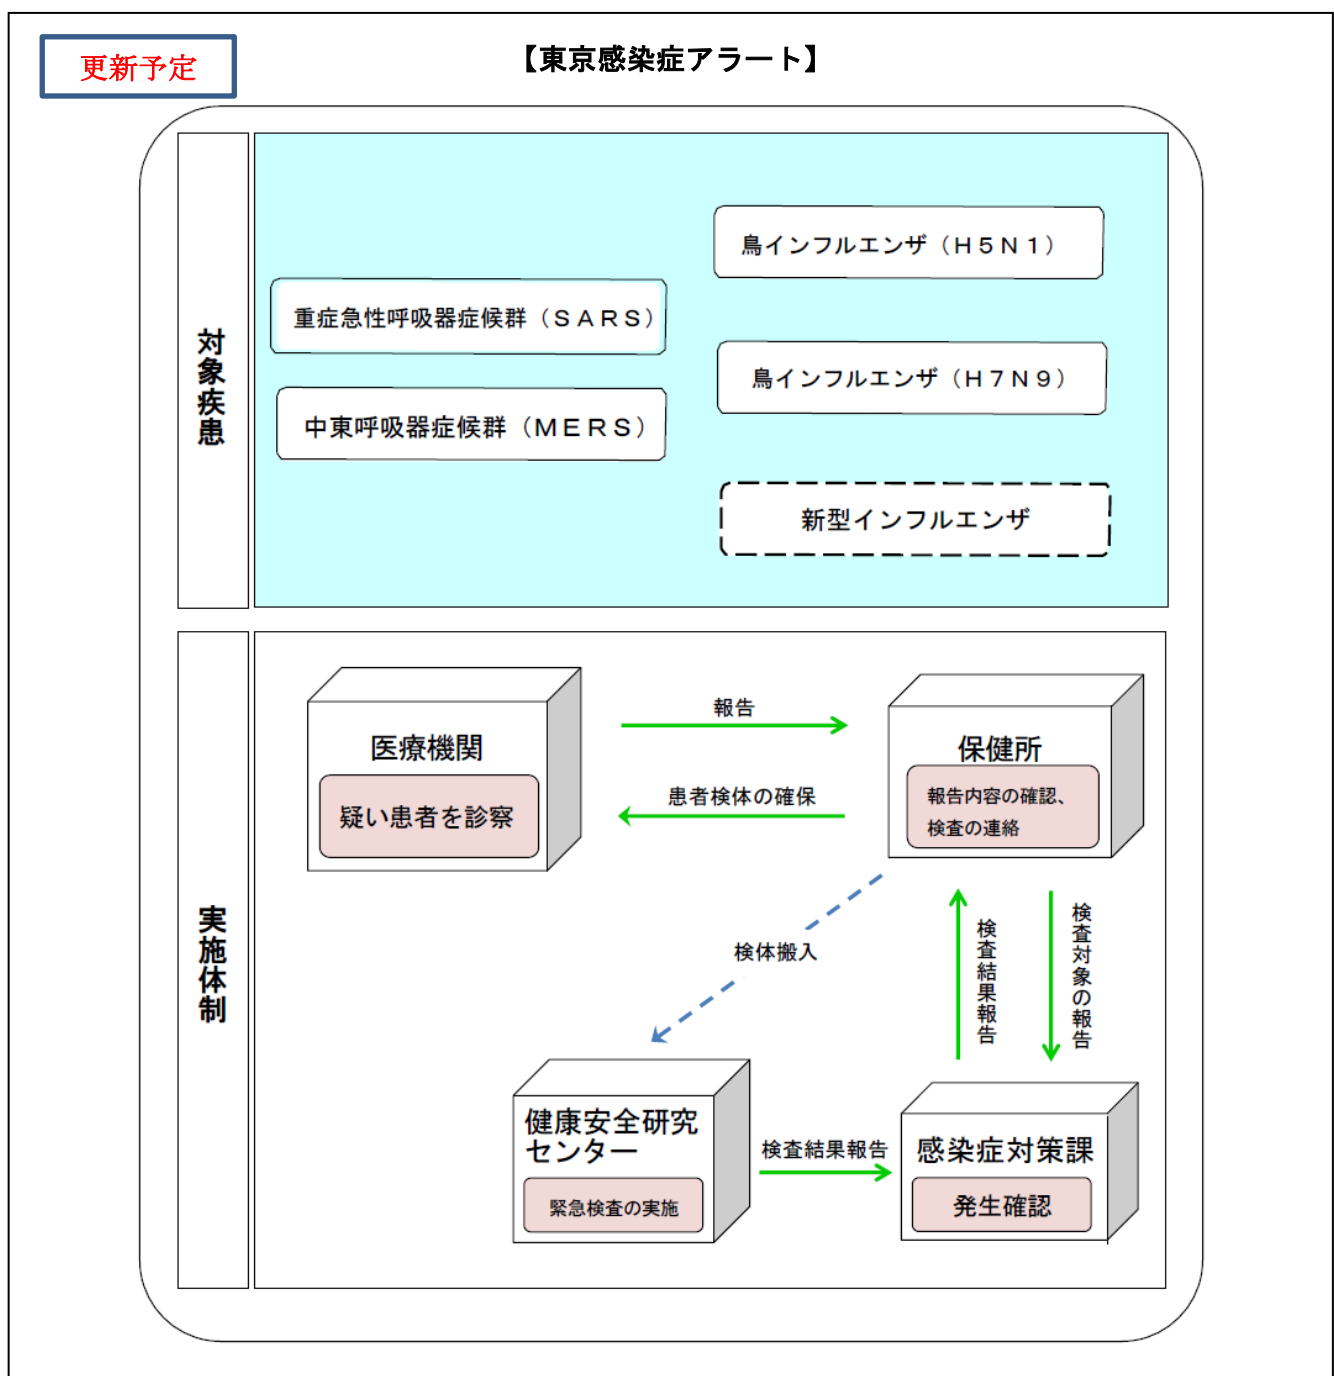 更新予定
【東京感染症アラート】
対象疾患
鳥インフルエンザ（Ｈ５Ｎ１）
重症急性呼吸器症候群（ＳＡＲＳ）
鳥インフルエンザ（Ｈ７Ｎ９）
中東呼吸器症候群（ＭＥＲＳ）
新型インフルエンザ
実施体制
医療機関
疑い患者を診察
報告
患者検体の確保
保健所
報告内容の確認、
検査の連絡
検体搬入
検査結果報告
検査対象の報告
健康安全研究
センター
緊急検査の実施
検査結果報告
感染症対策課
発生確認